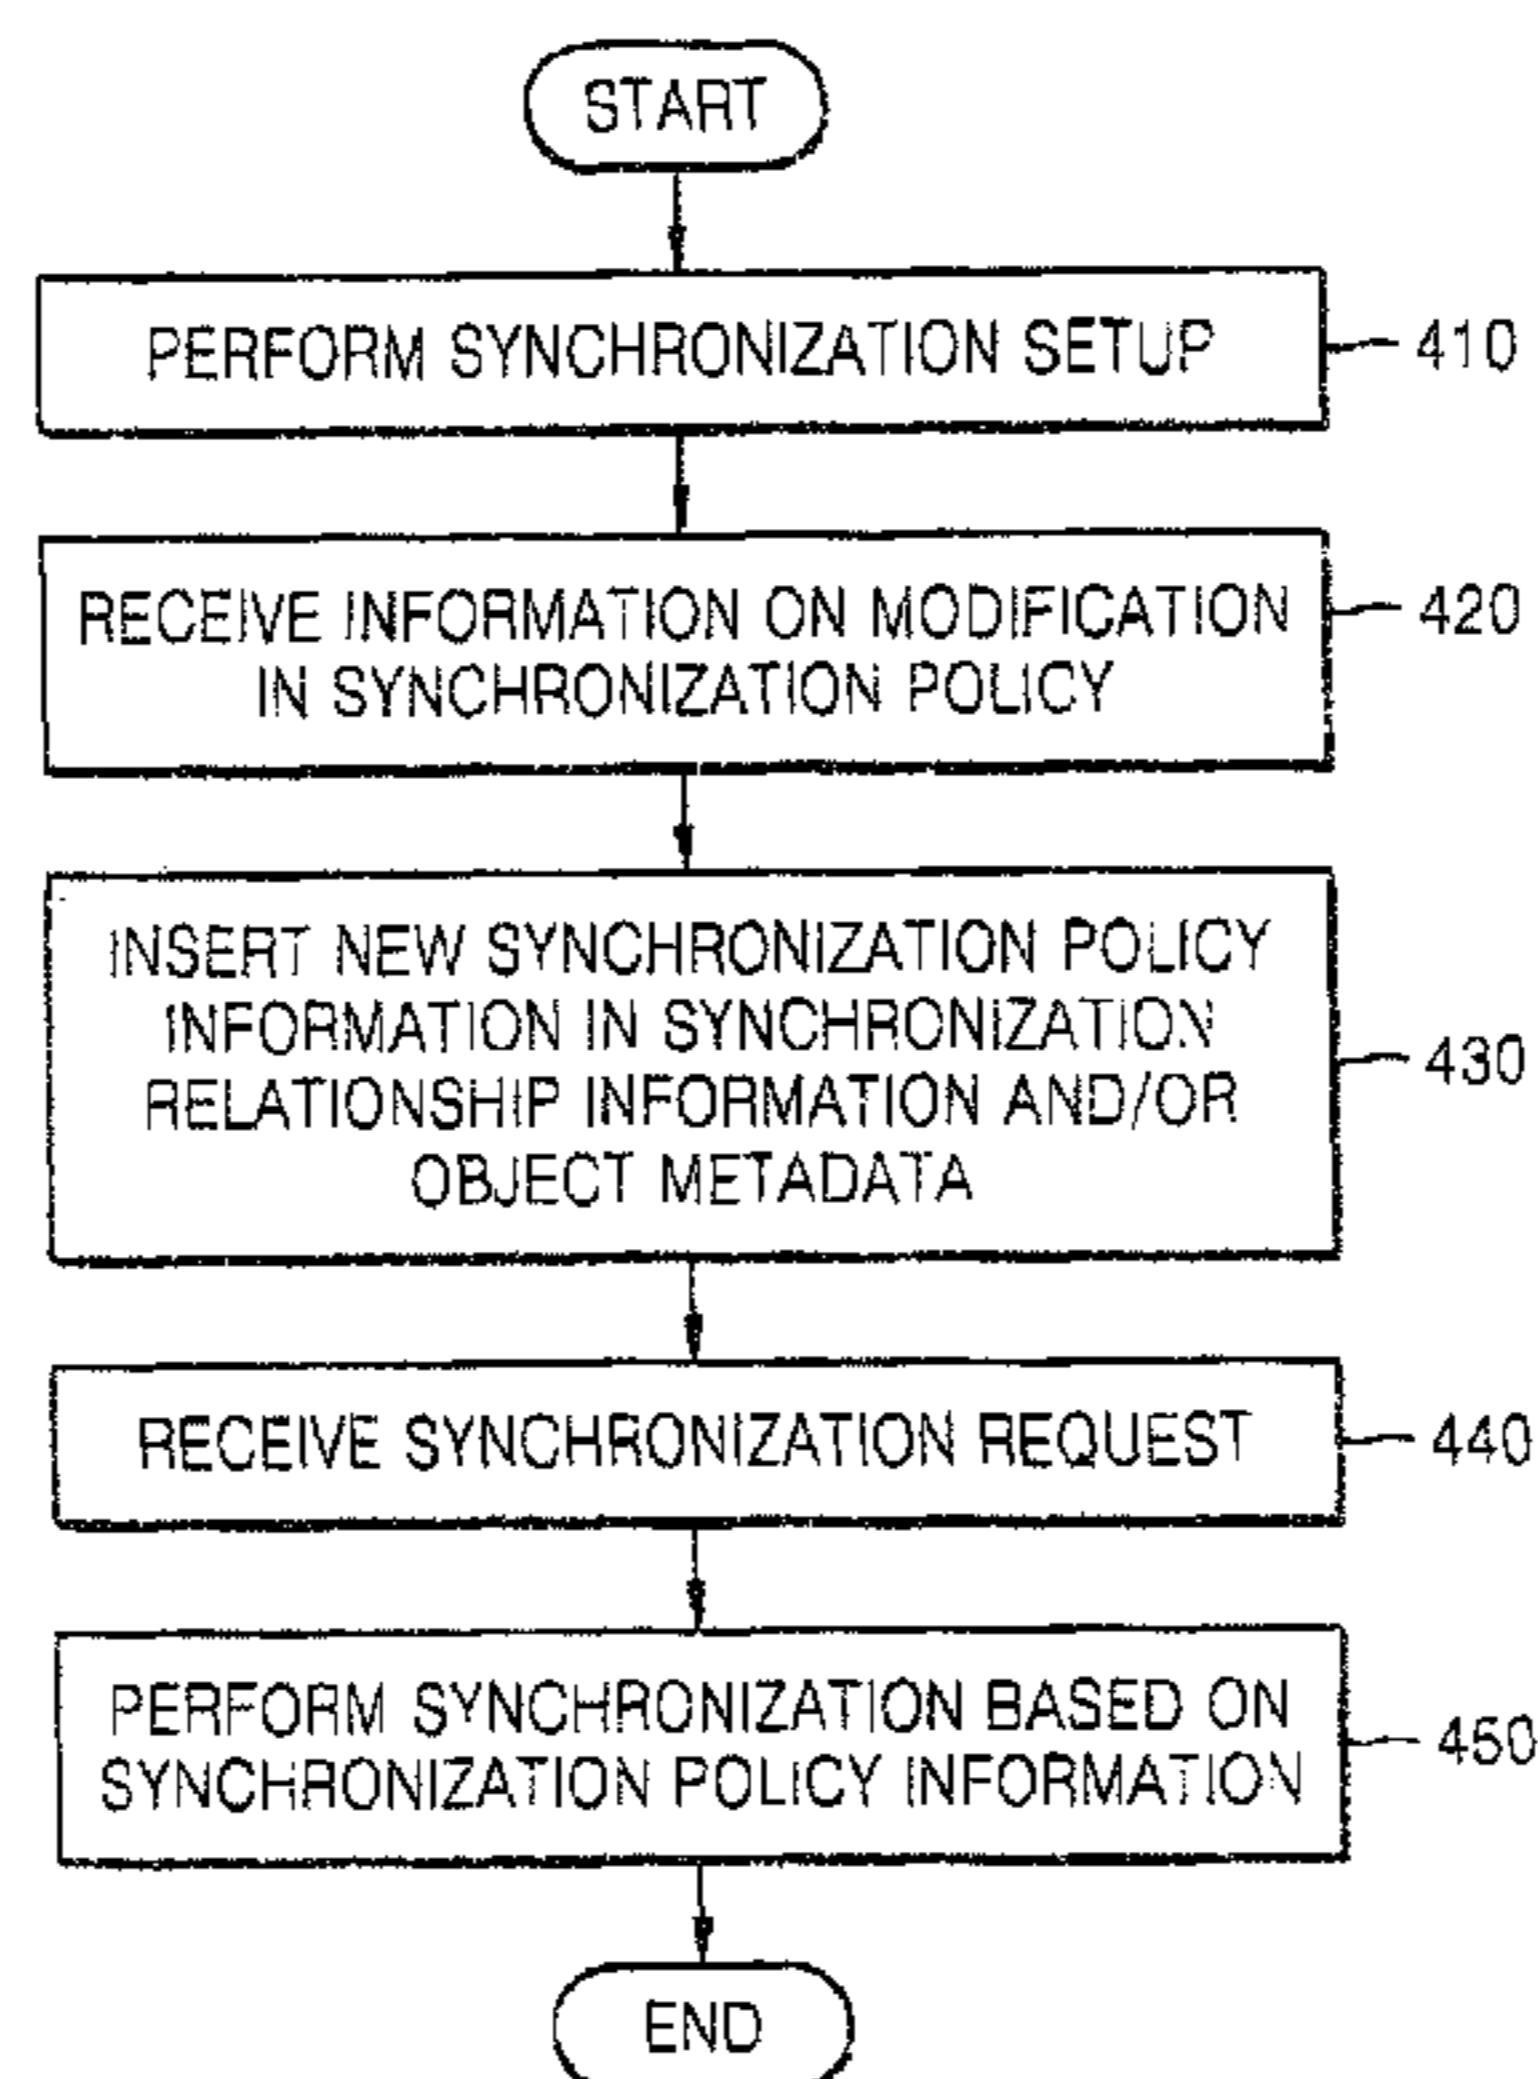 START
PERFORM SYNCHRONIZATION SETUP
410
RECEIVE INFORMATION ON MODIFICATION
IN SYNCHRONIZATION POLICY
420
INSERT NEW SYNCHRONIZATION POLICY
INFORMATION IN SYNCHRONIZATION
RELATIONSHIP INFORMATION AND/OR
OBJECT METADATA
430
RECEIVE SYNCHRONIZATION REQUEST
440
PERFORM SYNCHRONIZATION BASED ON
SYNCHRONIZATION POLICY INFORMATION
450
END